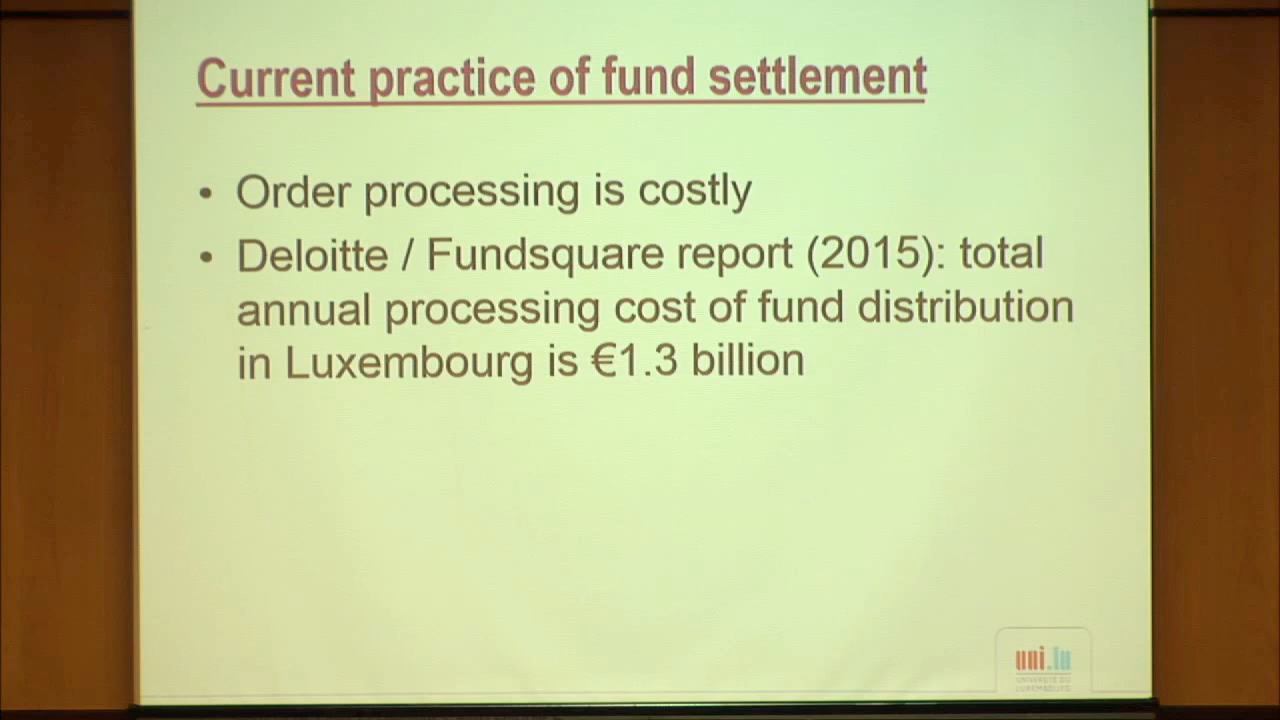 Current practice of fund settlement
• Order processing is costly
• Deloitte / Fundsquare report (2015): total
annual processing cost of fund distribution
in Luxembourg is €1.3 billion
uni.lu
UNIVERSITÉ DU
LUXEMBOURG